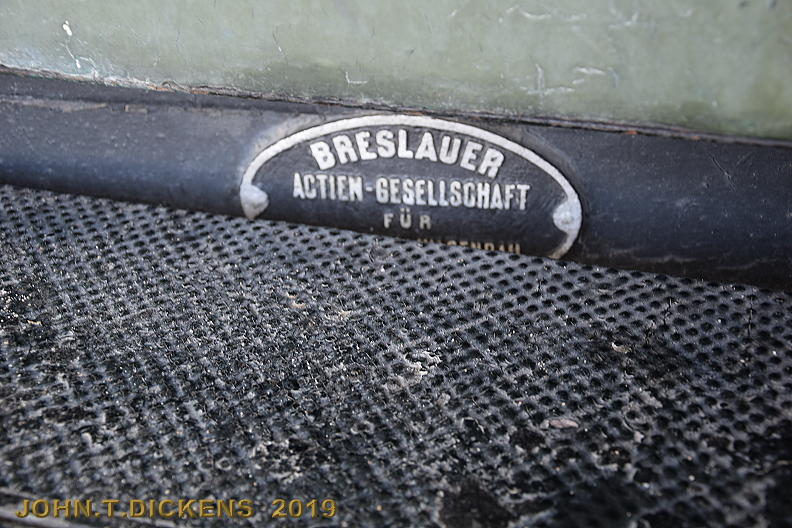 BRESLAUER
ACTIEN-GESELLSCHAFT
FÜR
JOHN.T.DICKENS 2019